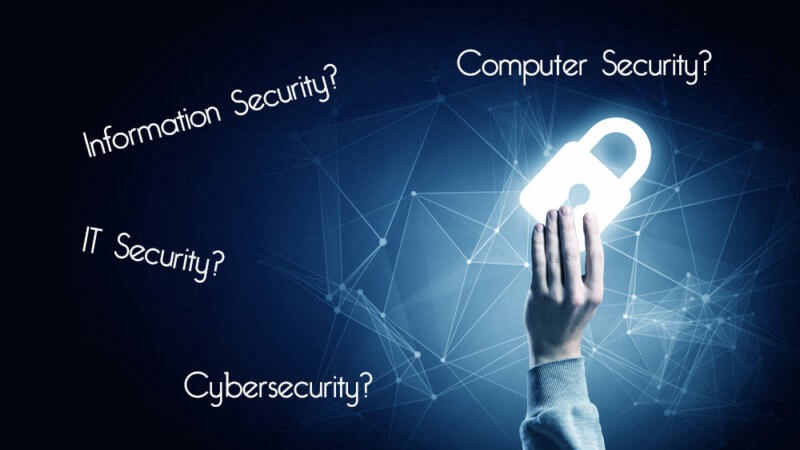 Computer Security?
Information Security?
IT Security?
Cybersecurity?